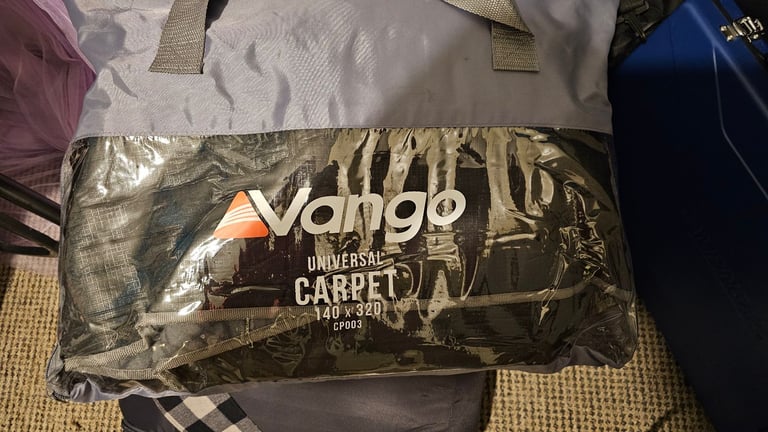 Vango
UNIVERSAL
CARPET
140 x 320
CP003